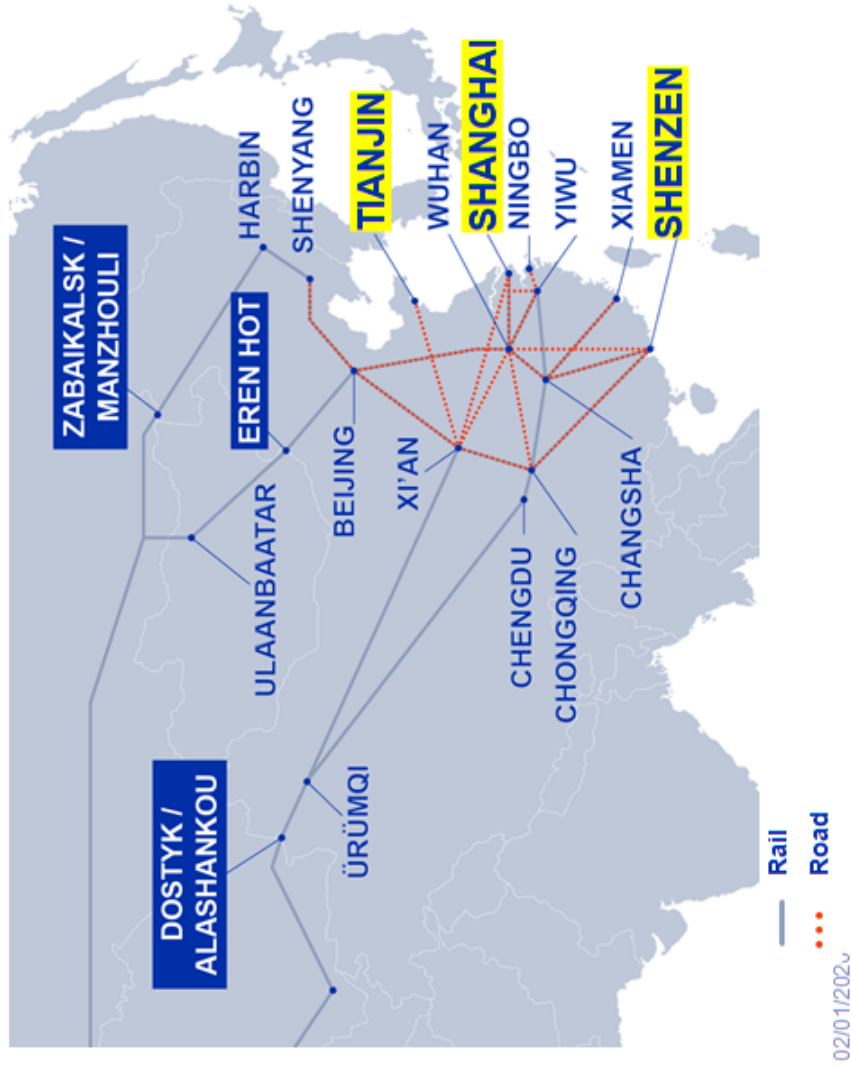 ZABAIKALSK /
MANZHOULI
HARBIN
SHENYANG
EREN HOT
TIANJIN
ULAANBAATAR
BEIJING
WUHAN
DOSTYK /
ALASHANKOU
XI'AN
SHANGHAI
NINGBO
ÜRÜMQI
YIWU
CHENGDU
CHONGQING
XIAMEN
CHANGSHA
SHENZEN
Rail
Road